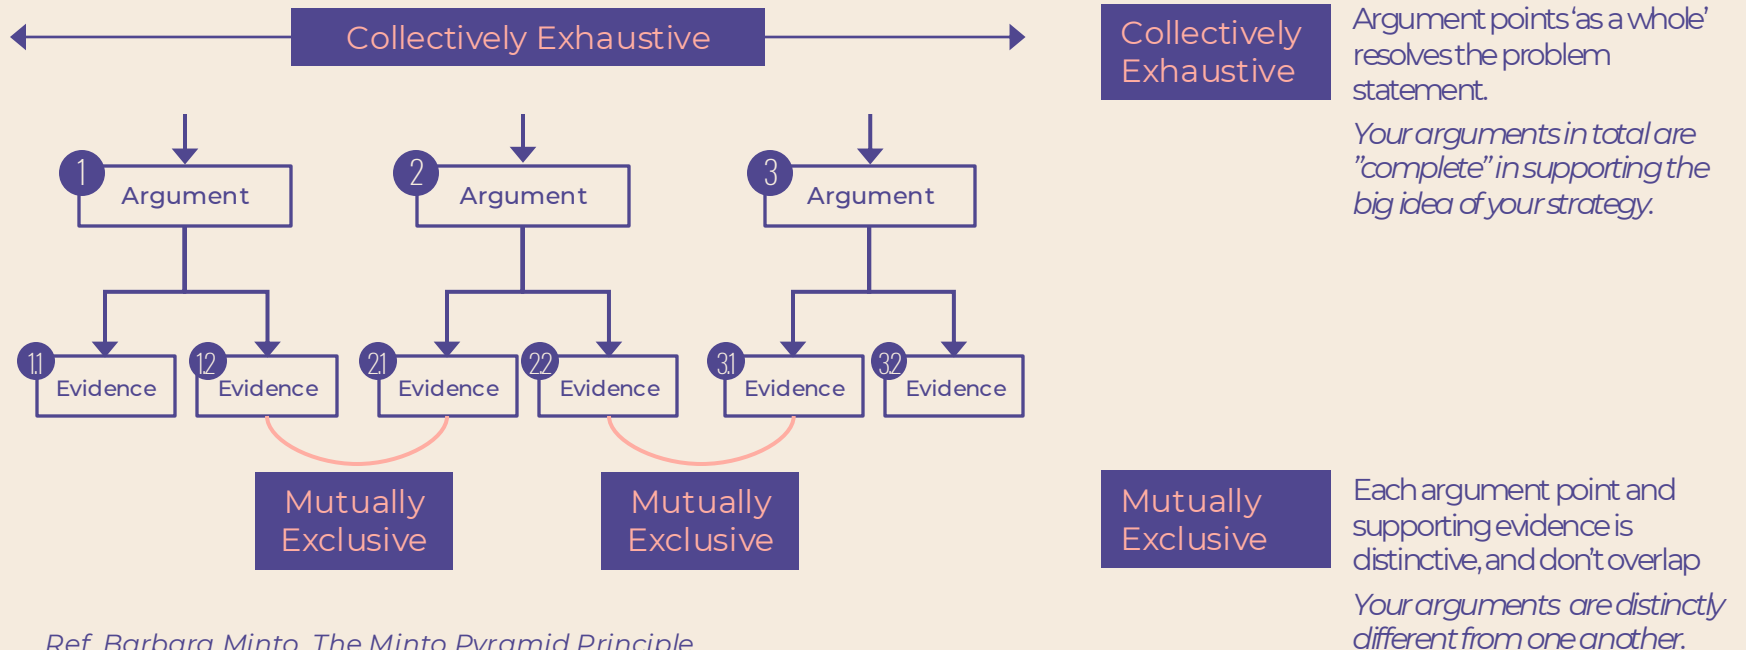 Collectively Exhaustive
1
Argument
2
Argument
3
Argument
1.1
Evidence
1.2
Evidence
2.1
Evidence
2.2
Evidence
3.1
Evidence
3.2
Evidence
Mutually
Exclusive
Mutually
Exclusive
Ref. Barbara Minto, The Minto Pyramid Principle
Collectively
Exhaustive
Argument points ‘as a whole’
resolves the problem
statement.
Your arguments in total are
”complete” in supporting the
big idea of your strategy.
Mutually
Exclusive
Each argument point and
supporting evidence is
distinctive, and don’t overlap
Your arguments are distinctly
different from one another.